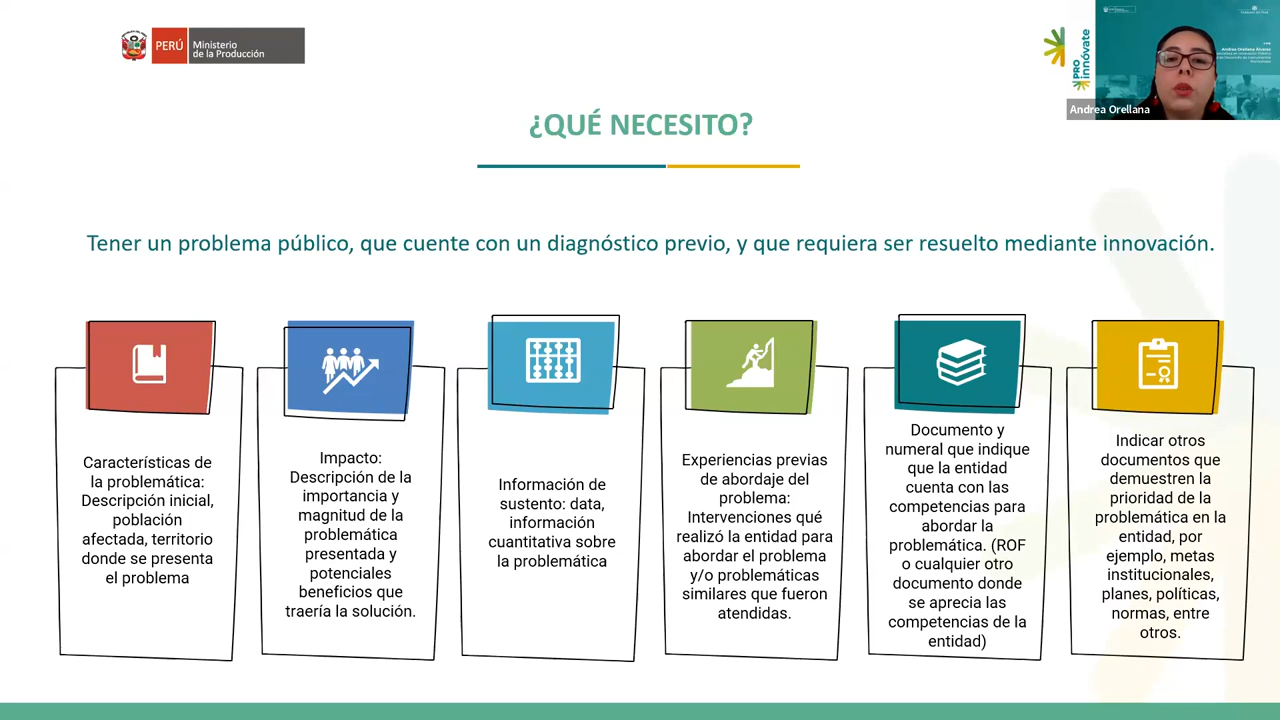 PERÚ
Ministerio
de la Producción
PRO
innóvate
Andrea Orellana Álvarez
Andrea Orellana
¿QUÉ NECESITO?
Tener un problema público, que cuente con un diagnóstico previo, y que requiera ser resuelto mediante innovación.
Características de
la problemática:
Descripción inicial,
población
afectada, territorio
donde se presenta
el problema
Impacto:
Descripción de la
importancia y
magnitud de la
problemática
presentada y
potenciales
beneficios que
traería la solución.
Información de
sustento: data,
información
cuantitativa sobre
la problemática
Experiencias previas
de abordaje del
problema:
Intervenciones qué
realizó la entidad para
abordar el problema
y/o problemáticas
similares que fueron
atendidas.
Documento y
numeral que indique
que la entidad
cuenta con las
competencias para
abordar la
problemática. (ROF
o cualquier otro
documento donde
se aprecia las
competencias de la
entidad)
Indicar otros
documentos que
demuestren la
prioridad de la
problemática en la
entidad, por
ejemplo, metas
institucionales,
planes, políticas,
normas, entre
otros.